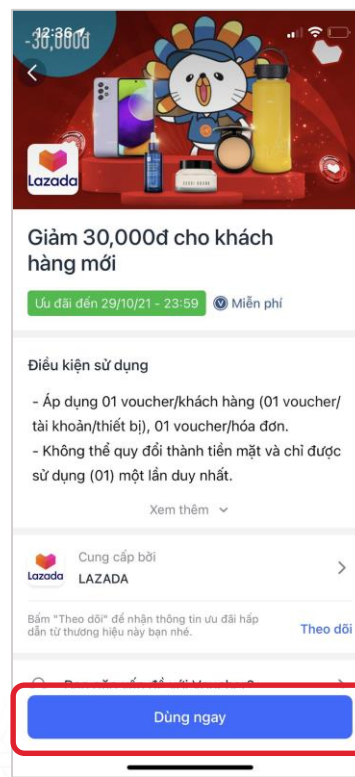 12:36
-30,000đ
Lazada
Giảm 30,000đ cho khách
hàng mới
Ưu đãi đến 29/10/21 - 23:59
Miễn phí
Điều kiện sử dụng
- Áp dụng 01 voucher/khách hàng (01 voucher/
tài khoản/thiết bị), 01 voucher/hóa đơn.
- Không thể quy đổi thành tiền mặt và chỉ được
sử dụng (01) một lần duy nhất.
Xem thêm
Cung cấp bởi
Lazada
LAZADA
Bấm "Theo dõi" để nhận thông tin ưu đãi hấp
dẫn từ thương hiệu này bạn nhé.
Theo dõi
Dùng ngay